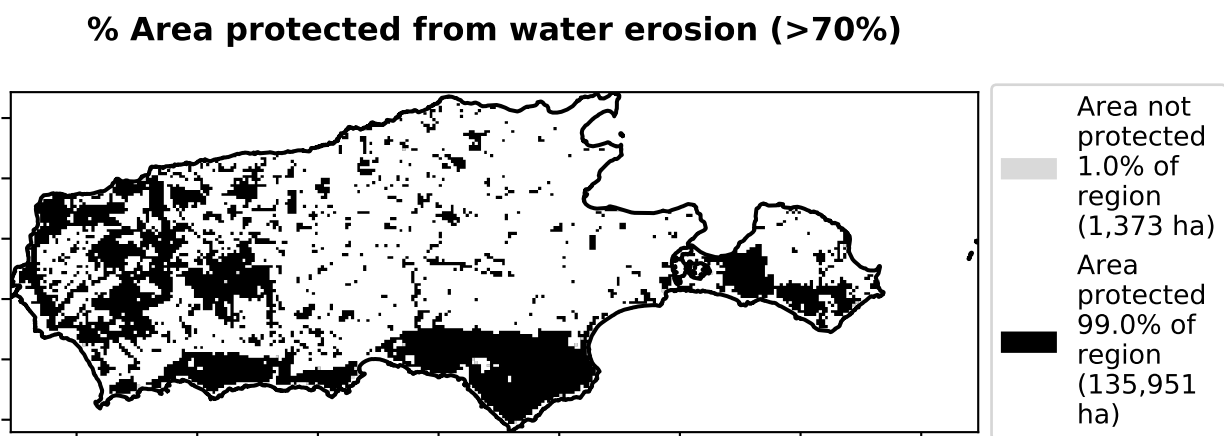 % Area protected from water erosion (>70%)
Area not
protected
1.0% of
region
(1,373 ha)
Area
protected
99.0% of
region
(135,951
ha)